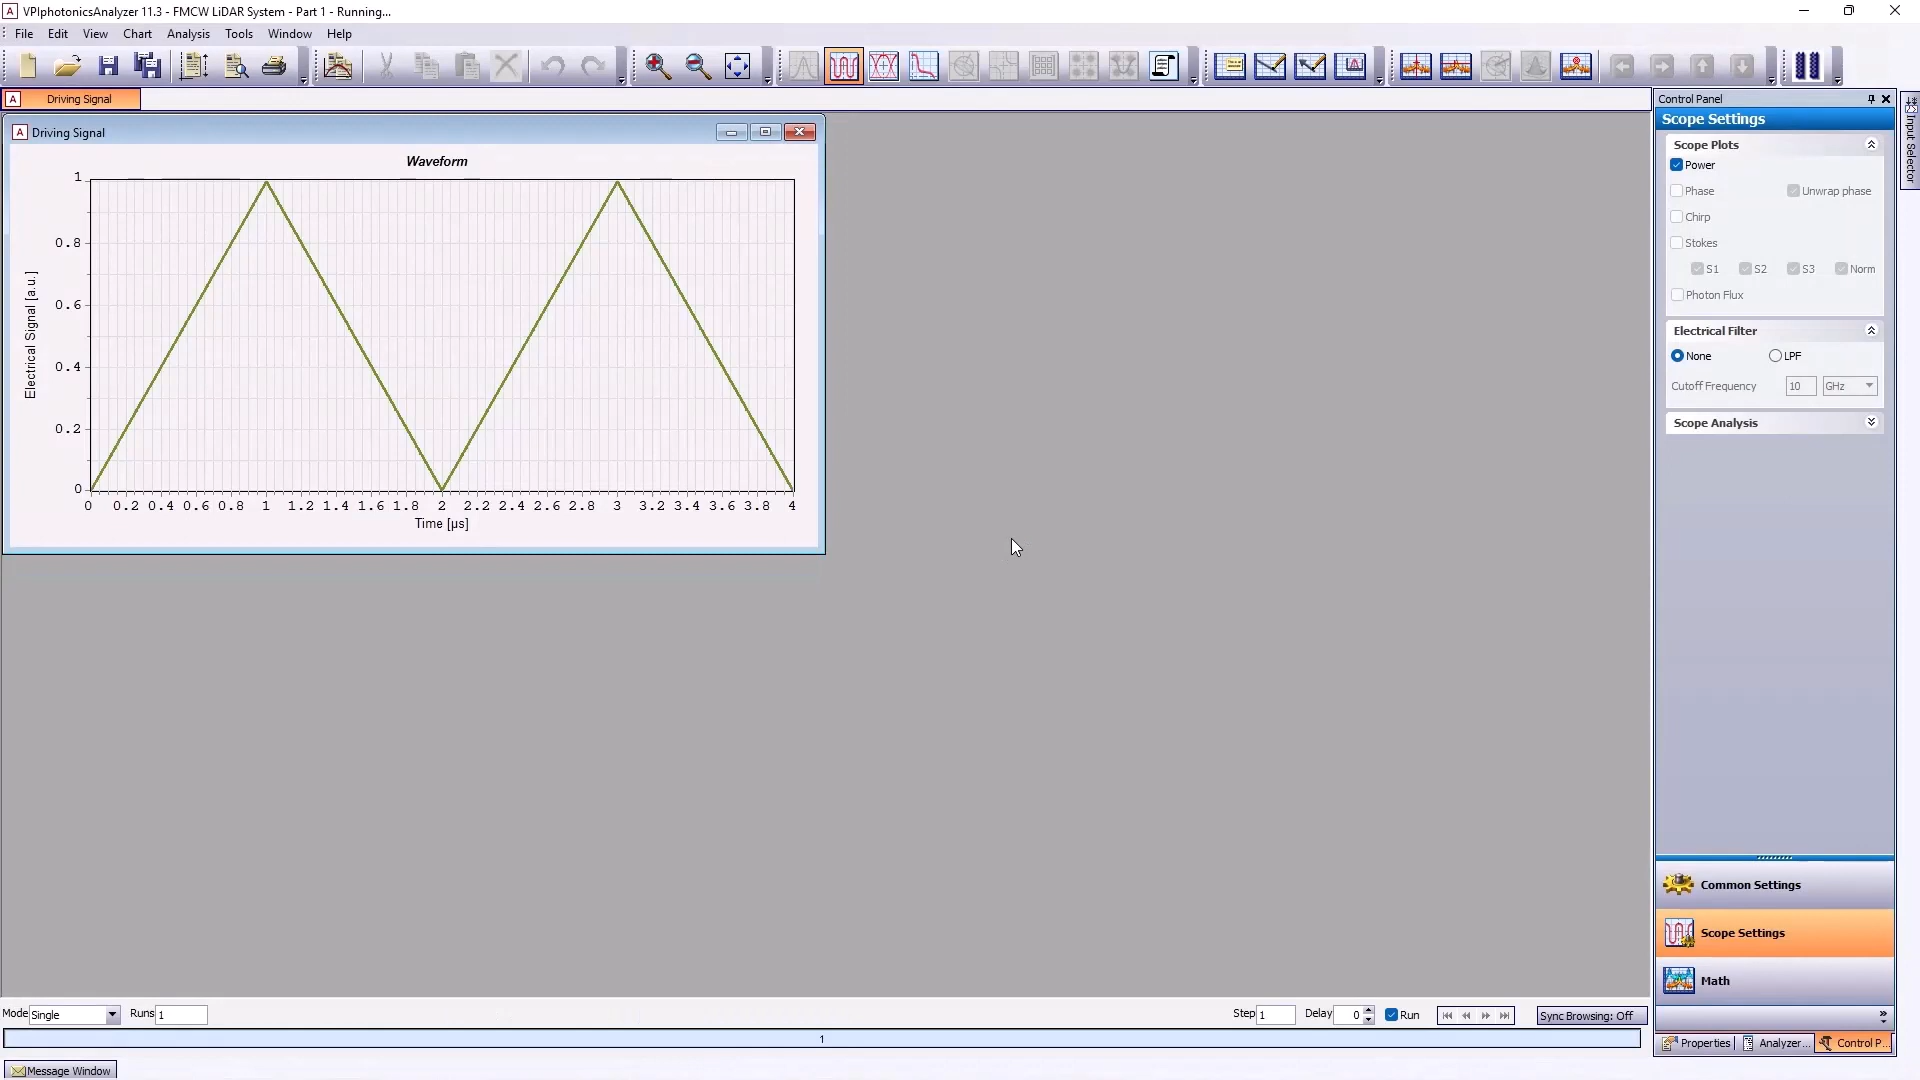 VPIphotonicsAnalyzer 11.3 - FMCW LiDAR System - Part 1 - Running...
File Edit View Chart Analysis Tools Window Help
Driving Signal
Control Panel
Scope Settings
Input Selector
Driving Signal
Waveform
Electrical Signal [a.u.]
1
0.8
0.6
0.4
0.2
0
0 0.2 0.4 0.6 0.8 1 1.2 1.4 1.6 1.8 2 2.2 2.4 2.6 2.8 3 3.2 3.4 3.6 3.8 4
Time [µs]
Scope Plots
Power
Phase Unwrap phase
Chirp
Stokes
S1 S2 S3 Norm
Photon Flux
Electrical Filter
None LPF
Cutoff Frequency 10 GHz
Scope Analysis
Common Settings
Scope Settings
Math
Properties Analyzer... Control P...
Mode Single Runs 1 Step 1 Delay 0 Run Sync Browsing: Off
1
Message Window